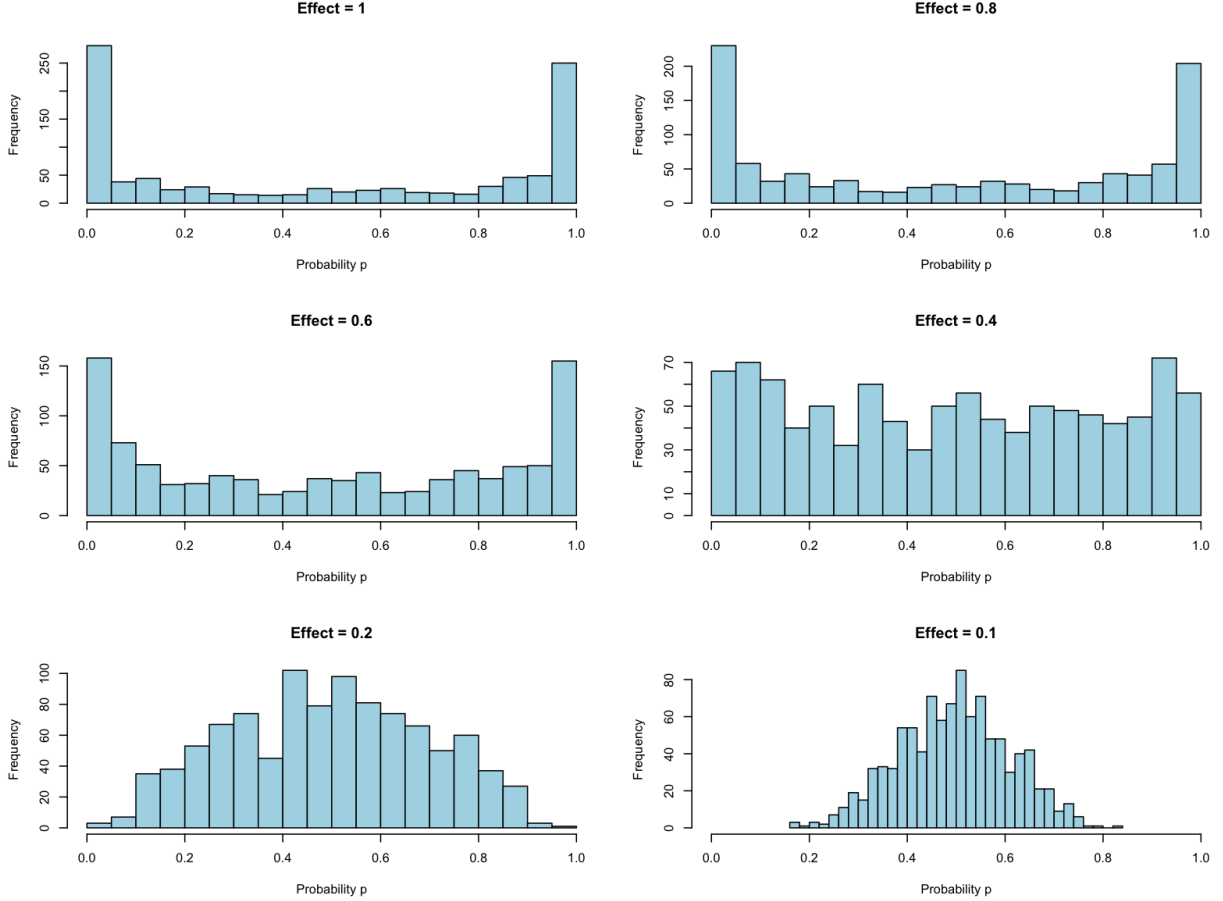 Effect = 1
Frequency
0
50
150
250
0.0 0.2 0.4 0.6 0.8 1.0
Probability p
Effect = 0.8
Frequency
0
50
100
150
200
0.0 0.2 0.4 0.6 0.8 1.0
Probability p
Effect = 0.6
Frequency
0
50
100
150
0.0 0.2 0.4 0.6 0.8 1.0
Probability p
Effect = 0.4
Frequency
0
10
30
50
70
0.0 0.2 0.4 0.6 0.8 1.0
Probability p
Effect = 0.2
Frequency
0
20
40
60
80
100
0.0 0.2 0.4 0.6 0.8 1.0
Probability p
Effect = 0.1
Frequency
0
20
40
60
80
0.0 0.2 0.4 0.6 0.8 1.0
Probability p